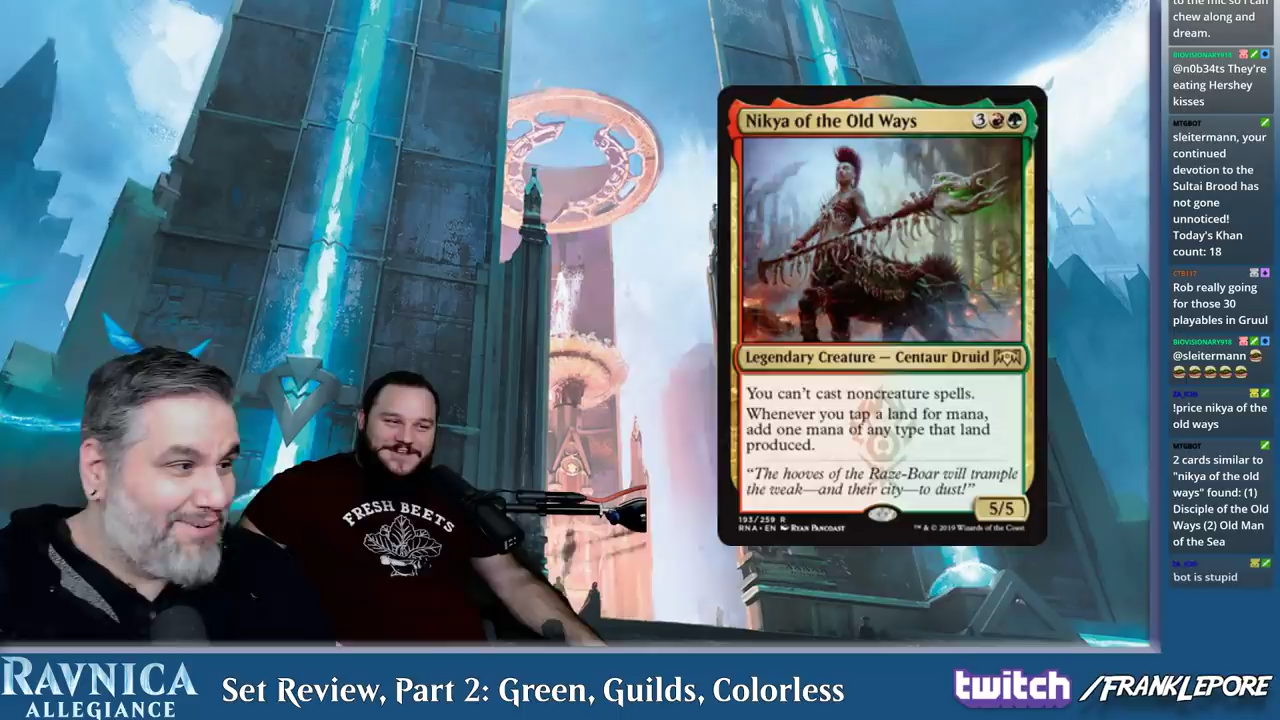 Nikya of the Old Ways
3
Legendary Creature — Centaur Druid
You can't cast noncreature spells.
Whenever you tap a land for mana,
add one mana of any type that land
produced.
"The hooves of the Raze-Boar will trample
the weak—and their city—to dust!"
5/5
193/259 R
RNA • EN Ryan Pancoast
™ & © 2019 Wizards of the Coast
FRESH BEETS
to the mic so I can
chew along and
dream.
BIOVISIONARY918
@n0b34ts They're
eating Hershey
kisses
MTGBOT
sleitermann, your
continued
devotion to the
Sultai Brood has
not gone
unnoticed!
Today's Khan
count: 18
CTB117
Rob really going
for those 30
playables in Gruul
BIOVISIONARY918
@sleitermann
!price nikya of the
old ways
MTGBOT
2 cards similar to
"nikya of the old
ways" found: (1)
Disciple of the Old
Ways (2) Old Man
of the Sea
bot is stupid
RAVNICA
ALLEGIANCE
Set Review, Part 2: Green, Guilds, Colorless
twitch /FRANKLEPORE